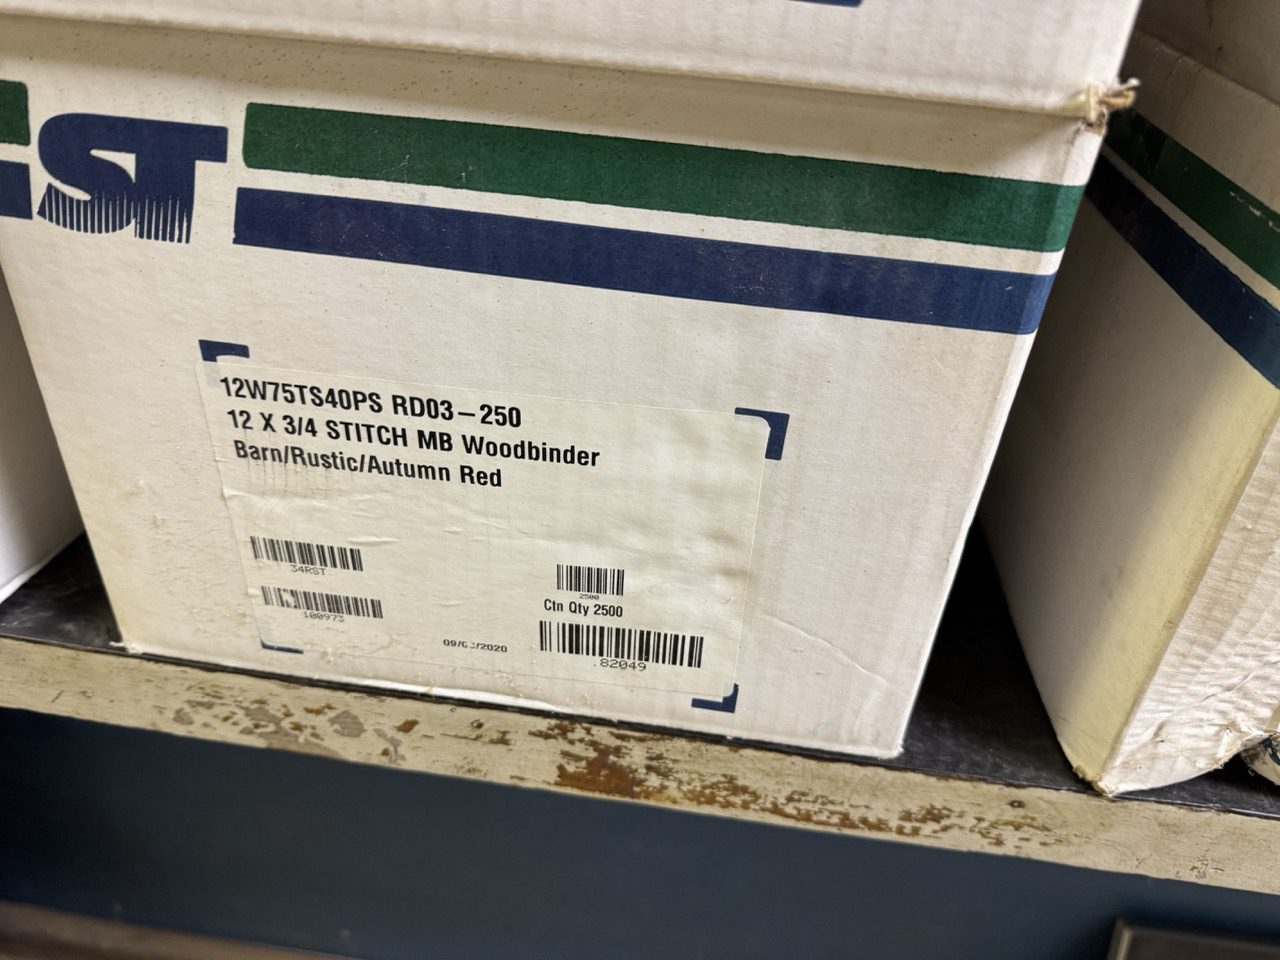 ST
12W75TS40PS RD03-250
12 X 3/4 STITCH MB Woodbinder
Barn/Rustic/Autumn Red
34RST
2500
Ctn Qty 2500
100973
82049